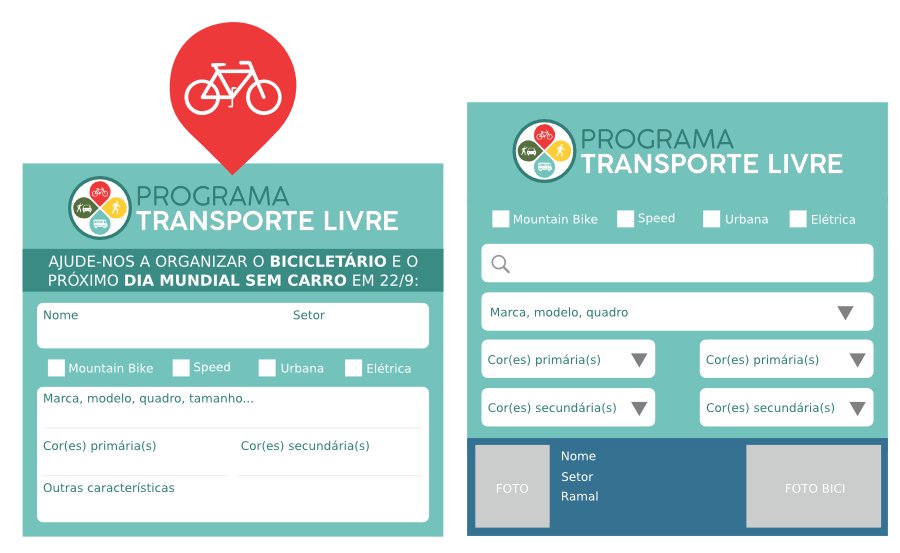 PROGRAMA
TRANSPORTE LIVRE
AJUDE-NOS A ORGANIZAR O BICICLETÁRIO E O
PRÓXIMO DIA MUNDIAL SEM CARRO EM 22/9:
Nome Setor
Mountain Bike Speed Urbana Elétrica
Marca, modelo, quadro, tamanho...
Cor(es) primária(s) Cor(es) secundária(s)
Outras características
PROGRAMA
TRANSPORTE LIVRE
Mountain Bike Speed Urbana Elétrica
Marca, modelo, quadro
Cor(es) primária(s) Cor(es) primária(s)
Cor(es) secundária(s) Cor(es) secundária(s)
FOTO
Nome
Setor
Ramal
FOTO BICI